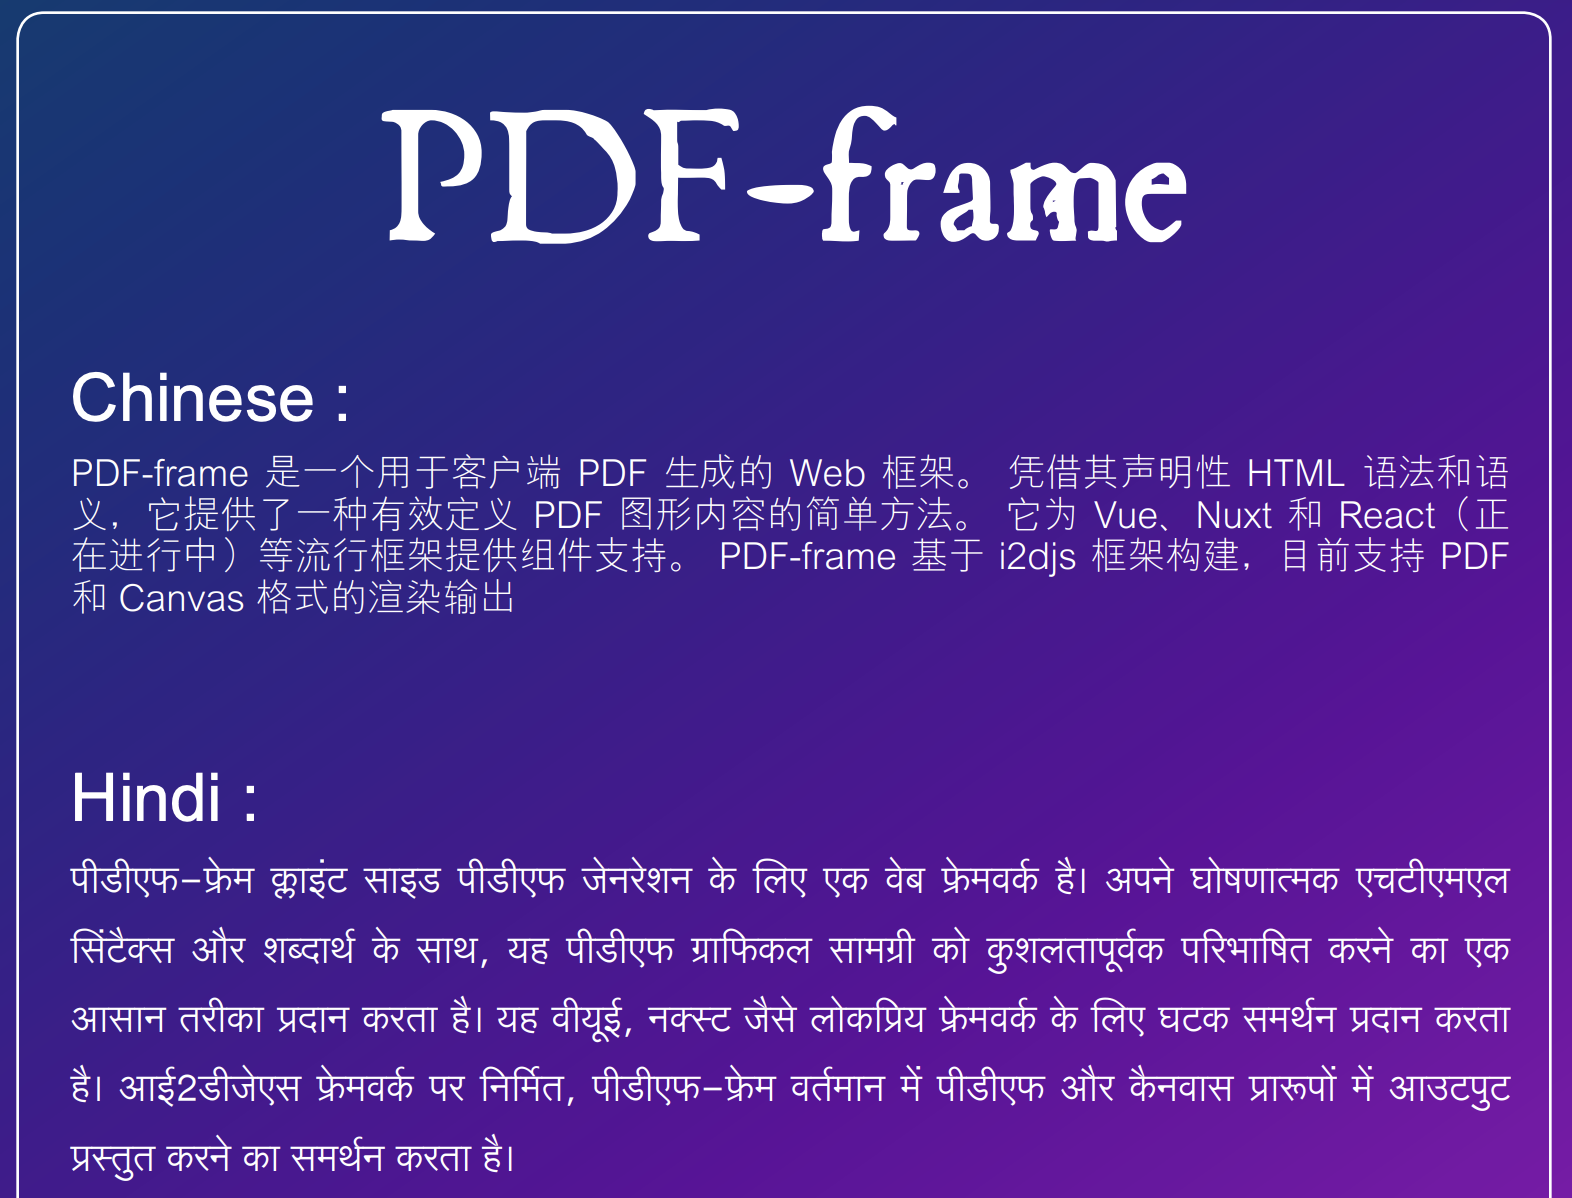 PDF-frame
Chinese :
PDF-frame 是一个用于客户端 PDF 生成的 Web 框架。 凭借其声明性 HTML 语法和语
义，它提供了一种有效定义 PDF 图形内容的简单方法。 它为 Vue、Nuxt 和 React（正
在进行中）等流行框架提供组件支持。 PDF-frame 基于 i2djs 框架构建，目前支持 PDF
和 Canvas 格式的渲染输出
Hindi :
पीडीएफ-फ्रेम क्लाइंट साइड पीडीएफ जेनरेशन के लिए एक वेब फ्रेमवर्क है। अपने घोषणात्मक एचटीएमएल
सिंटैक्स और शब्दार्थ के साथ, यह पीडीएफ ग्राफिकल सामग्री को कुशलतापूर्वक परिभाषित करने का एक
आसान तरीका प्रदान करता है। यह वीयूई, नक्स्ट जैसे लोकप्रिय फ्रेमवर्क के लिए घटक समर्थन प्रदान करता
है। आई2डीजेएस फ्रेमवर्क पर निर्मित, पीडीएफ-फ्रेम वर्तमान में पीडीएफ और कैनवास प्रारूपों में आउटपुट
प्रस्तुत करने का समर्थन करता है।